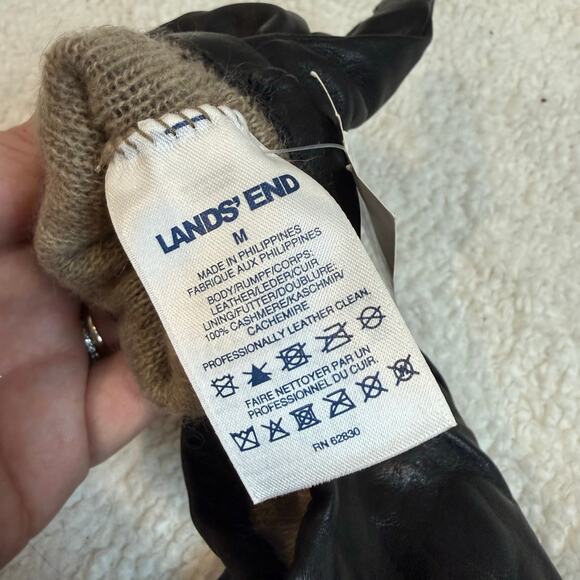 LANDS' END
M
MADE IN PHILIPPINES
FABRIQUE AUX PHILIPPINES
BODY/RUMPF/CORPS:
LEATHER/LEDER/CUIR
LINING/FUTTER/DOUBLURE:
100% CASHMERE/KASHMIR/
CACHEMIRE
PROFESSIONALLY LEATHER CLEAN.
FAIRE NETTOYER PAR UN
PROFESSIONNEL DU CUIR.
RN 62830